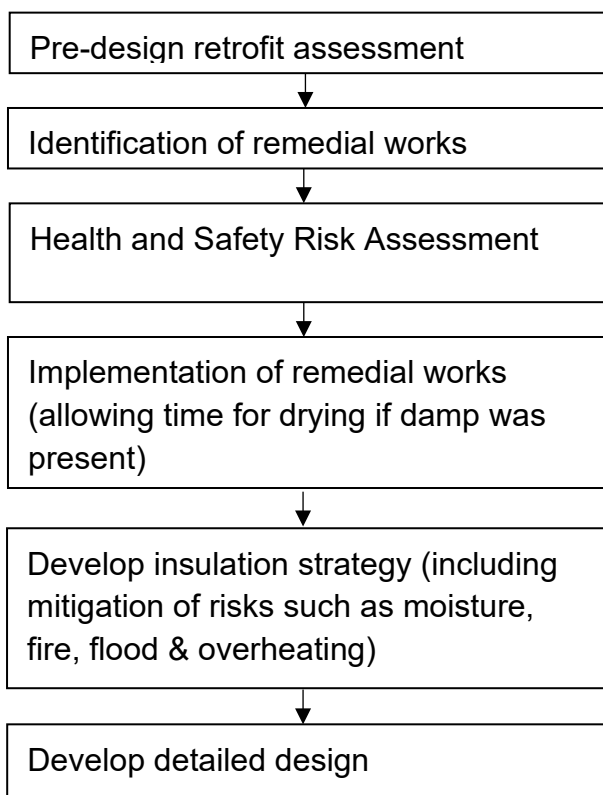 Pre-design retrofit assessment
Identification of remedial works
Health and Safety Risk Assessment
Implementation of remedial works
(allowing time for drying if damp was
present)
Develop insulation strategy (including
mitigation of risks such as moisture,
fire, flood & overheating)
Develop detailed design